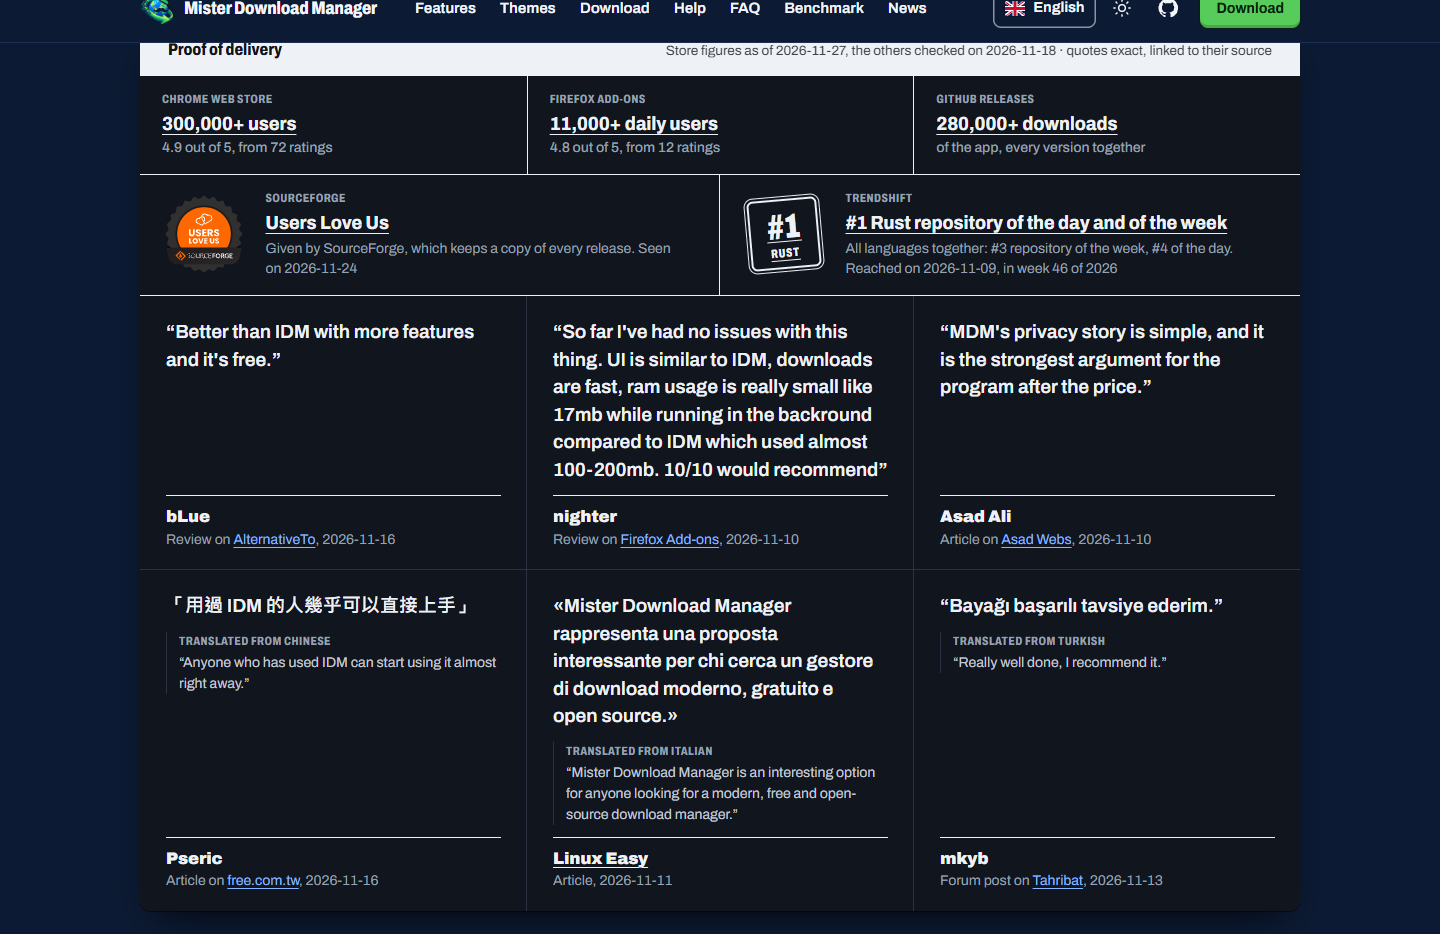 Mister Download Manager
Features
Themes
Download
Help
FAQ
Benchmark
News
English
Download
Proof of delivery
Store figures as of 2026-11-27, the others checked on 2026-11-18 · quotes exact, linked to their source
CHROME WEB STORE
300,000+ users
4.9 out of 5, from 72 ratings
FIREFOX ADD-ONS
11,000+ daily users
4.8 out of 5, from 12 ratings
GITHUB RELEASES
280,000+ downloads
of the app, every version together
USERS
LOVE US
SOURCEFORGE
SOURCEFORGE
Users Love Us
Given by SourceForge, which keeps a copy of every release. Seen
on 2026-11-24
#1
RUST
TRENDSHIFT
#1 Rust repository of the day and of the week
All languages together: #3 repository of the week, #4 of the day.
Reached on 2026-11-09, in week 46 of 2026
“Better than IDM with more features
and it's free.”
bLue
Review on AlternativeTo, 2026-11-16
“So far I've had no issues with this
thing. UI is similar to IDM, downloads
are fast, ram usage is really small like
17mb while running in the backround
compared to IDM which used almost
100-200mb. 10/10 would recommend”
nighter
Review on Firefox Add-ons, 2026-11-10
“MDM's privacy story is simple, and it
is the strongest argument for the
program after the price.”
Asad Ali
Article on Asad Webs, 2026-11-10
「用過 IDM 的人幾乎可以直接上手」
TRANSLATED FROM CHINESE
“Anyone who has used IDM can start using it almost
right away.”
Pseric
Article on free.com.tw, 2026-11-16
«Mister Download Manager
rappresenta una proposta
interessante per chi cerca un gestore
di download moderno, gratuito e
open source.»
TRANSLATED FROM ITALIAN
“Mister Download Manager is an interesting option
for anyone looking for a modern, free and open-
source download manager.”
Linux Easy
Article, 2026-11-11
“Bayağı başarılı tavsiye ederim.”
TRANSLATED FROM TURKISH
“Really well done, I recommend it.”
mkyb
Forum post on Tahribat, 2026-11-13